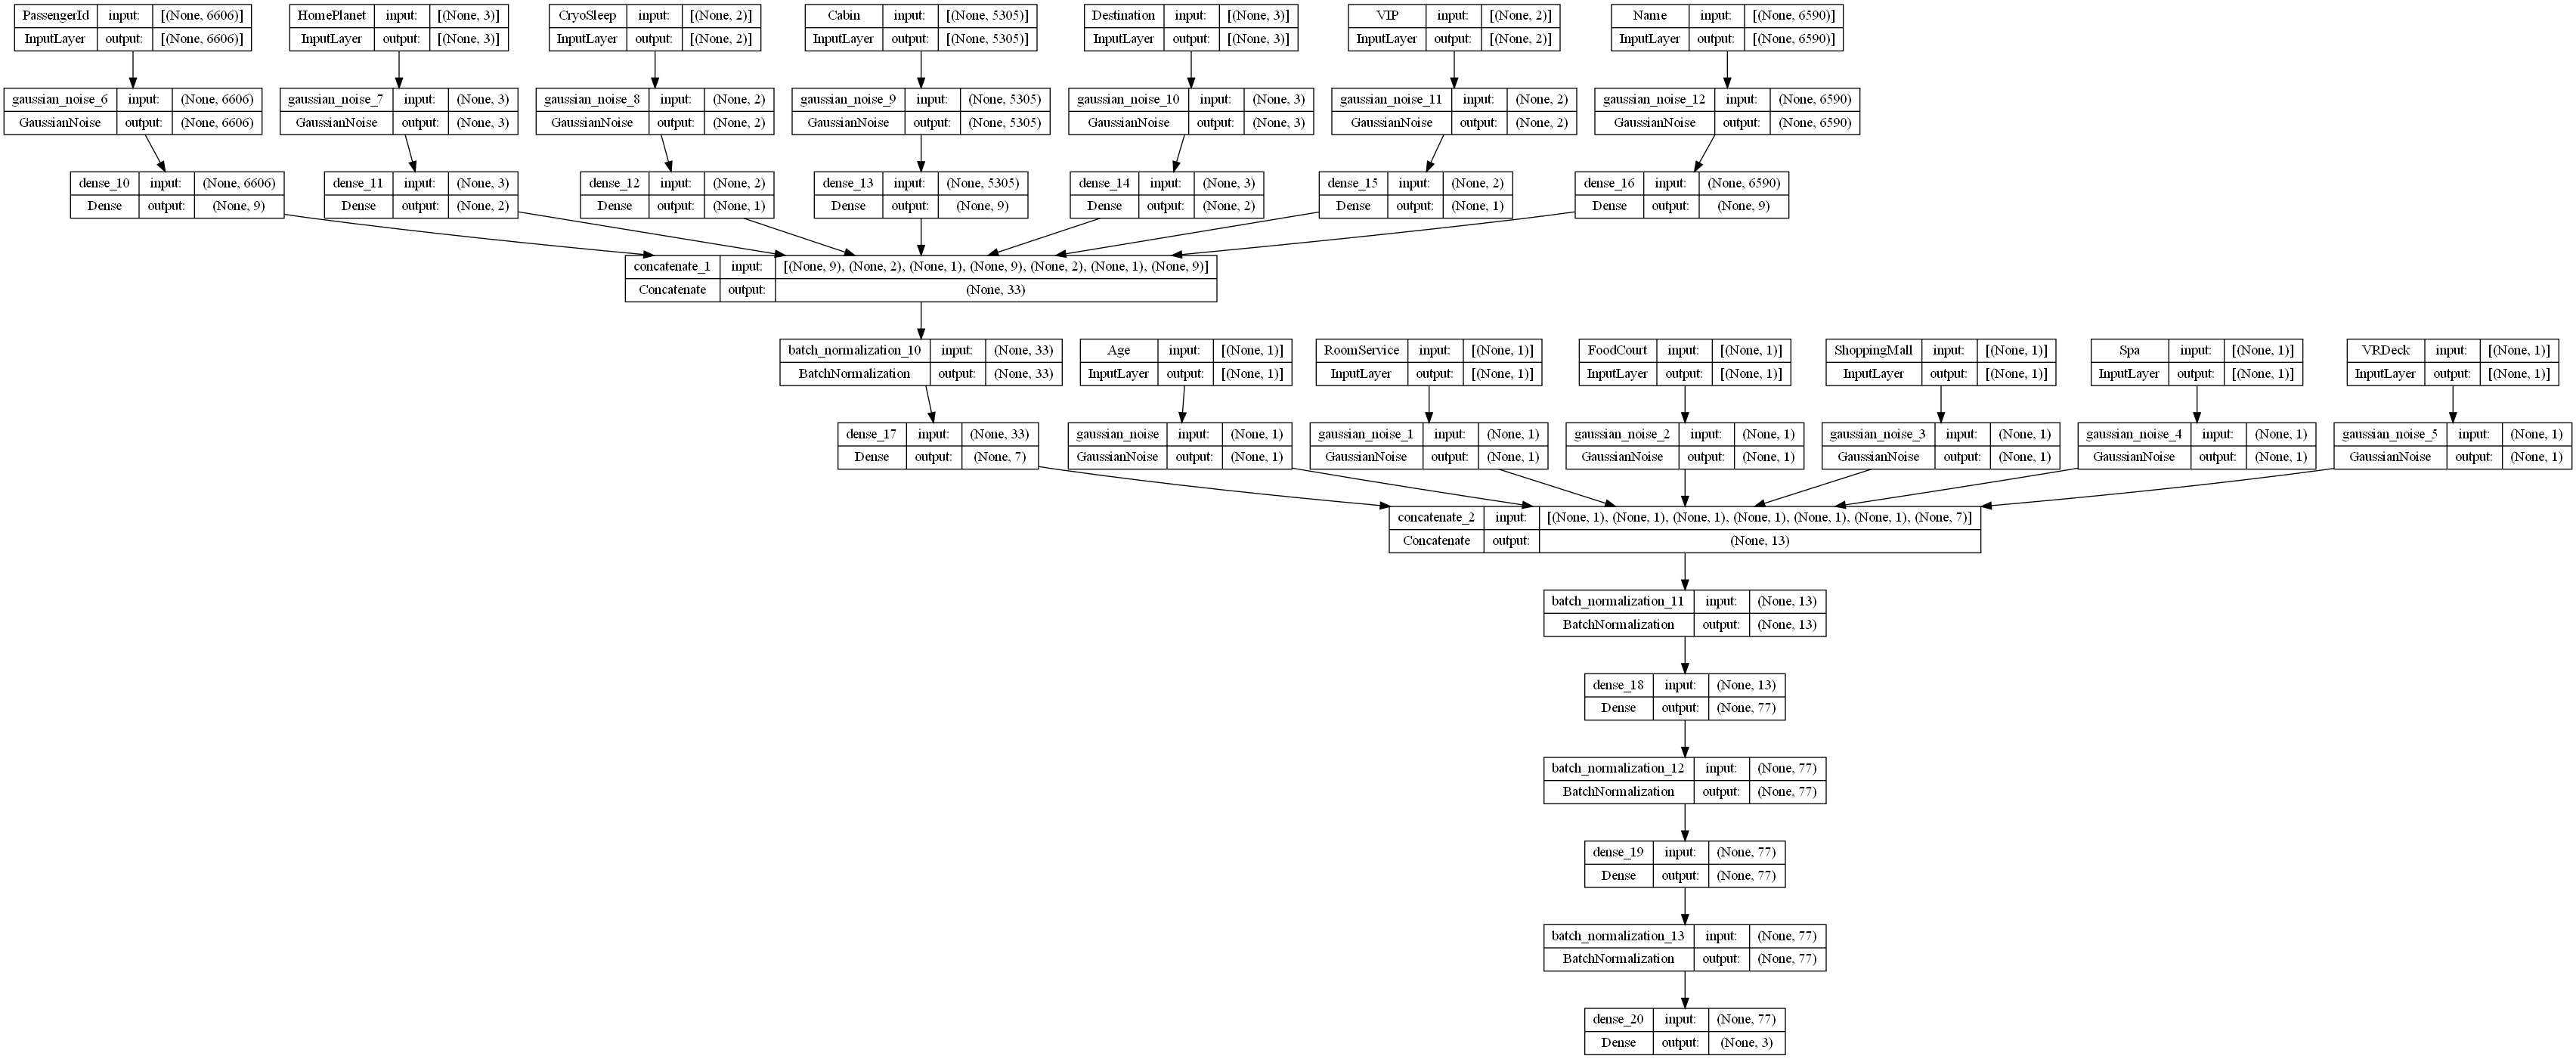 PassengerId input: [(None, 6606)]
InputLayer output: [(None, 6606)]
HomePlanet input: [(None, 3)]
InputLayer output: [(None, 3)]
CryoSleep input: [(None, 2)]
InputLayer output: [(None, 2)]
Cabin input: [(None, 5305)]
InputLayer output: [(None, 5305)]
Destination input: [(None, 3)]
InputLayer output: [(None, 3)]
VIP input: [(None, 2)]
InputLayer output: [(None, 2)]
Name input: [(None, 6590)]
InputLayer output: [(None, 6590)]
gaussian_noise_6 input: (None, 6606)
GaussianNoise output: (None, 6606)
gaussian_noise_7 input: (None, 3)
GaussianNoise output: (None, 3)
gaussian_noise_8 input: (None, 2)
GaussianNoise output: (None, 2)
gaussian_noise_9 input: (None, 5305)
GaussianNoise output: (None, 5305)
gaussian_noise_10 input: (None, 3)
GaussianNoise output: (None, 3)
gaussian_noise_11 input: (None, 2)
GaussianNoise output: (None, 2)
gaussian_noise_12 input: (None, 6590)
GaussianNoise output: (None, 6590)
dense_10 input: (None, 6606)
Dense output: (None, 9)
dense_11 input: (None, 3)
Dense output: (None, 2)
dense_12 input: (None, 2)
Dense output: (None, 1)
dense_13 input: (None, 5305)
Dense output: (None, 9)
dense_14 input: (None, 3)
Dense output: (None, 2)
dense_15 input: (None, 2)
Dense output: (None, 1)
dense_16 input: (None, 6590)
Dense output: (None, 9)
concatenate_1 input: [(None, 9), (None, 2), (None, 1), (None, 9), (None, 2), (None, 1), (None, 9)]
Concatenate output: (None, 33)
batch_normalization_10 input: (None, 33)
BatchNormalization output: (None, 33)
Age input: [(None, 1)]
InputLayer output: [(None, 1)]
RoomService input: [(None, 1)]
InputLayer output: [(None, 1)]
FoodCourt input: [(None, 1)]
InputLayer output: [(None, 1)]
ShoppingMall input: [(None, 1)]
InputLayer output: [(None, 1)]
Spa input: [(None, 1)]
InputLayer output: [(None, 1)]
VRDeck input: [(None, 1)]
InputLayer output: [(None, 1)]
dense_17 input: (None, 33)
Dense output: (None, 7)
gaussian_noise input: (None, 1)
GaussianNoise output: (None, 1)
gaussian_noise_1 input: (None, 1)
GaussianNoise output: (None, 1)
gaussian_noise_2 input: (None, 1)
GaussianNoise output: (None, 1)
gaussian_noise_3 input: (None, 1)
GaussianNoise output: (None, 1)
gaussian_noise_4 input: (None, 1)
GaussianNoise output: (None, 1)
gaussian_noise_5 input: (None, 1)
GaussianNoise output: (None, 1)
concatenate_2 input: [(None, 1), (None, 1), (None, 1), (None, 1), (None, 1), (None, 1), (None, 7)]
Concatenate output: (None, 13)
batch_normalization_11 input: (None, 13)
BatchNormalization output: (None, 13)
dense_18 input: (None, 13)
Dense output: (None, 77)
batch_normalization_12 input: (None, 77)
BatchNormalization output: (None, 77)
dense_19 input: (None, 77)
Dense output: (None, 77)
batch_normalization_13 input: (None, 77)
BatchNormalization output: (None, 77)
dense_20 input: (None, 77)
Dense output: (None, 3)